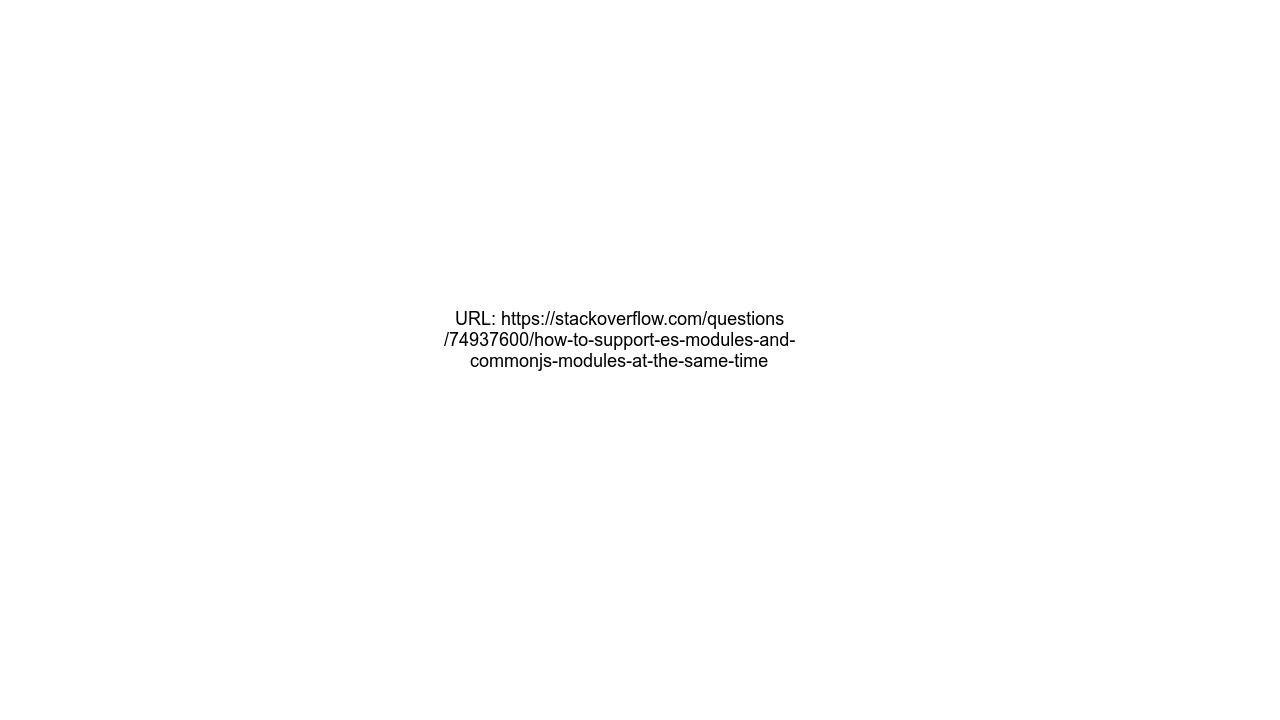 URL: https://stackoverflow.com/questions
/74937600/how-to-support-es-modules-and-
commonjs-modules-at-the-same-time